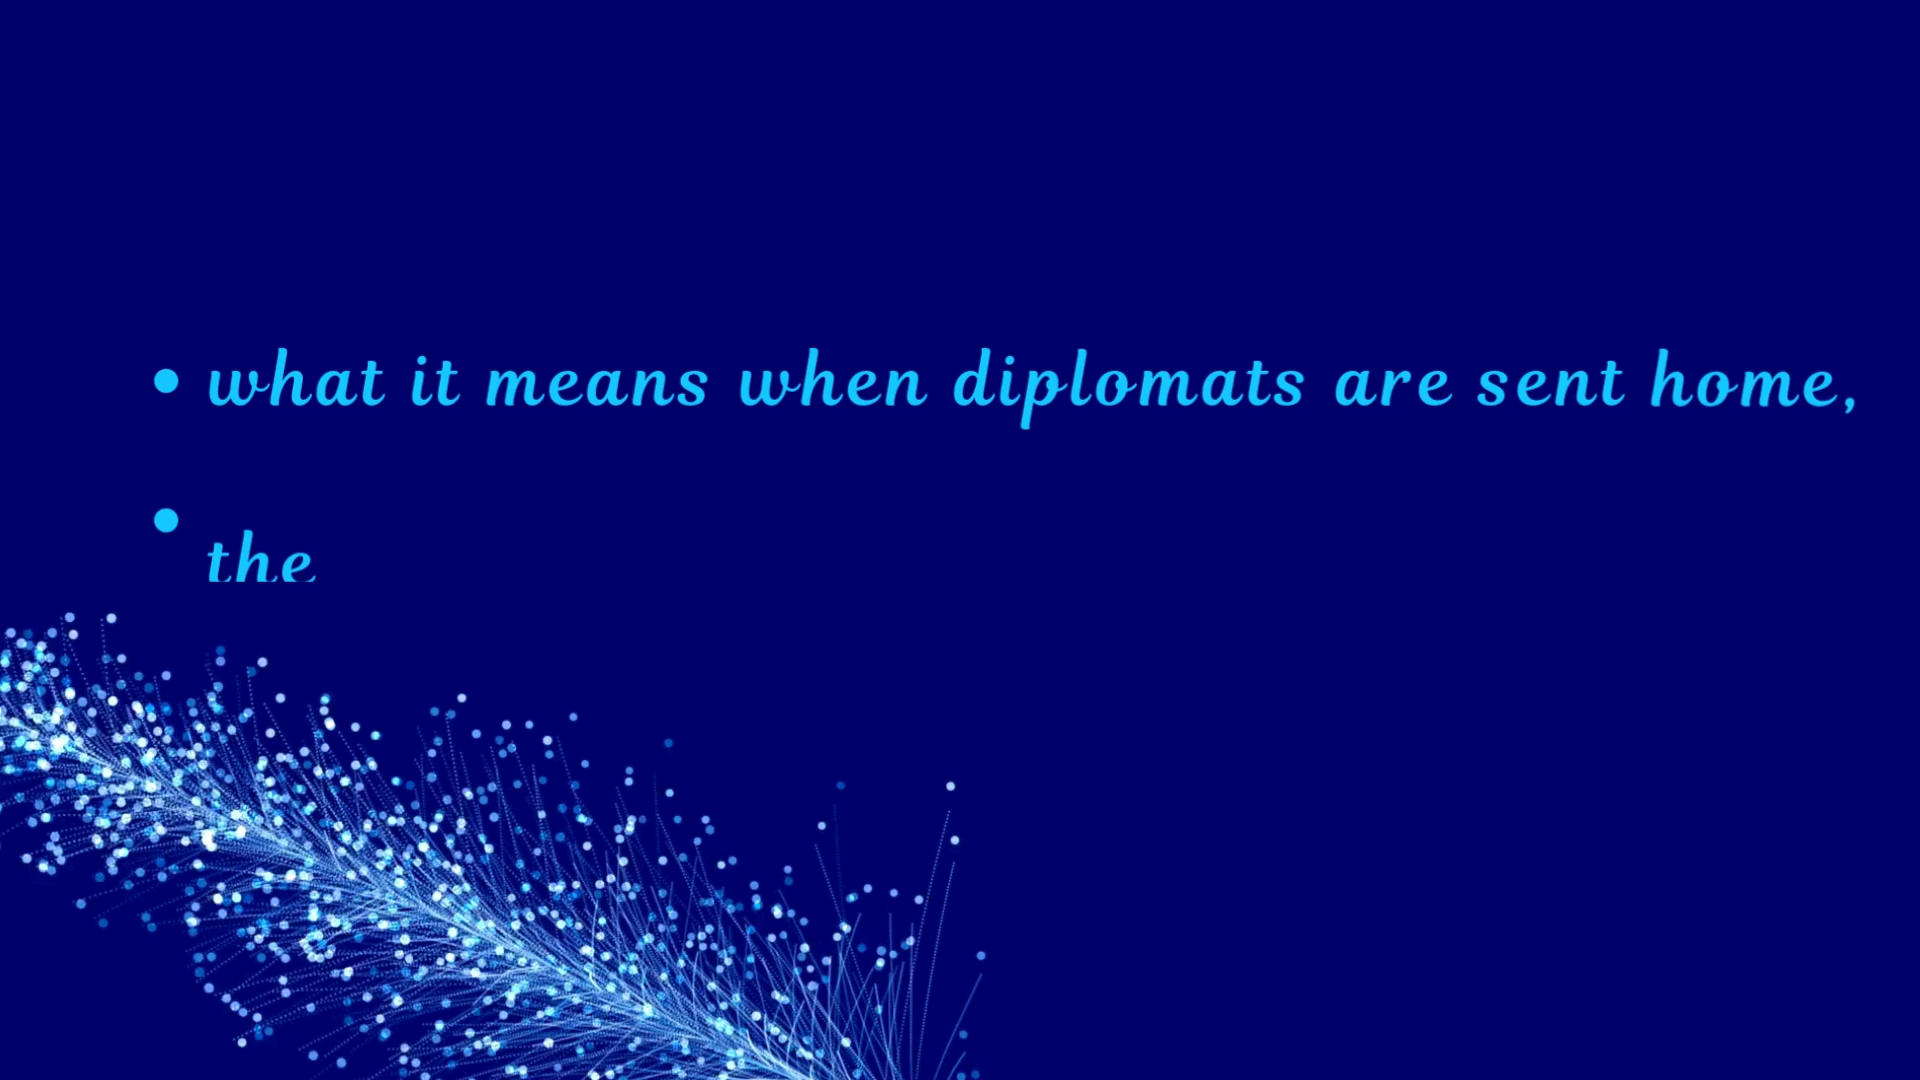 • what it means when diplomats are sent home,
• the